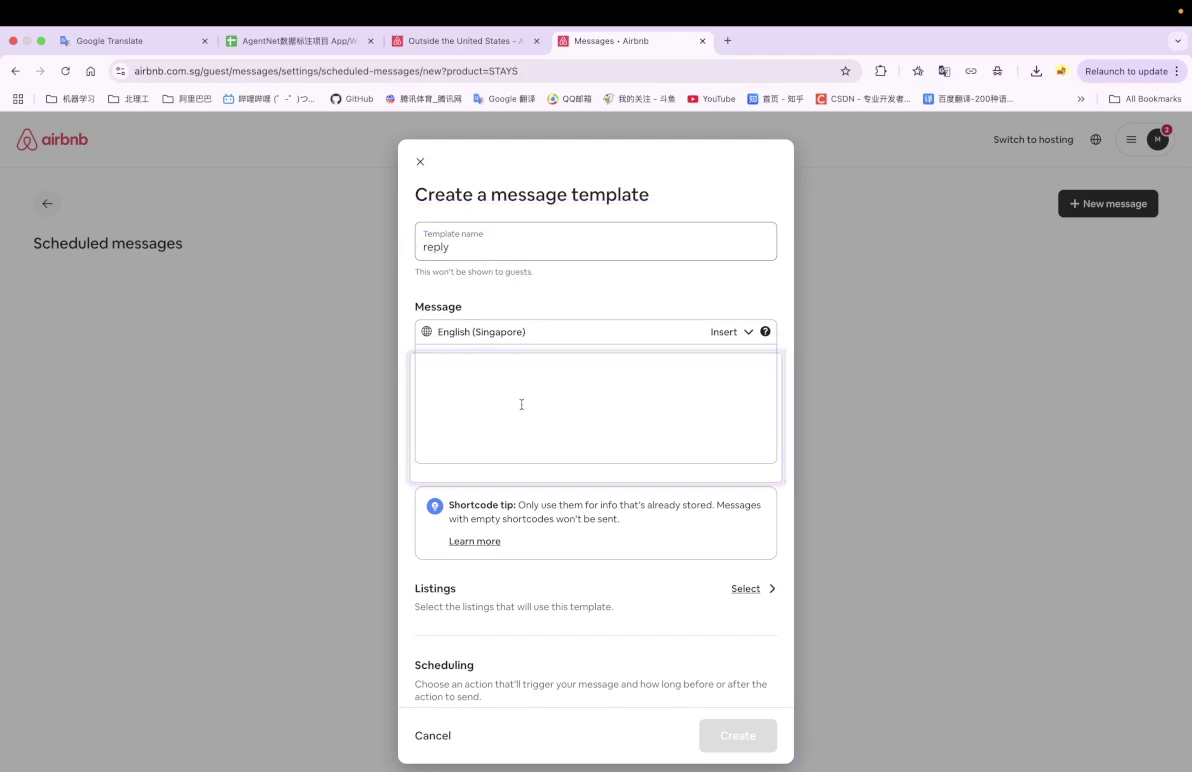 Google Translate
AgentNet数据标注项目 App/W
Outside the United States - A
Messages • Airbnb
airbnb.com.sg/guest/messages/settings/scheduled-messages/new?product=STAYS
Relaunch to update
机器学习
北理工
阿里巴巴
哔哩哔哩 (゜-゜)つ...
GitHub
腾讯体育_腾讯网
Google 翻译
QQ邮箱
我的关注 - 斗鱼
YouTube
首页 - 知乎
CSDN - 专业开发者...
百度翻译-200种语...
All Bookmarks
airbnb
Switch to hosting
M
2
New message
Scheduled messages
Create a message template
Template name
reply
This won't be shown to guests.
Message
English (Singapore)
Insert
Shortcode tip: Only use them for info that's already stored. Messages
with empty shortcodes won't be sent.
Learn more
Listings
Select
Select the listings that will use this template.
Scheduling
Choose an action that'll trigger your message and how long before or after the
action to send.
Cancel
Create